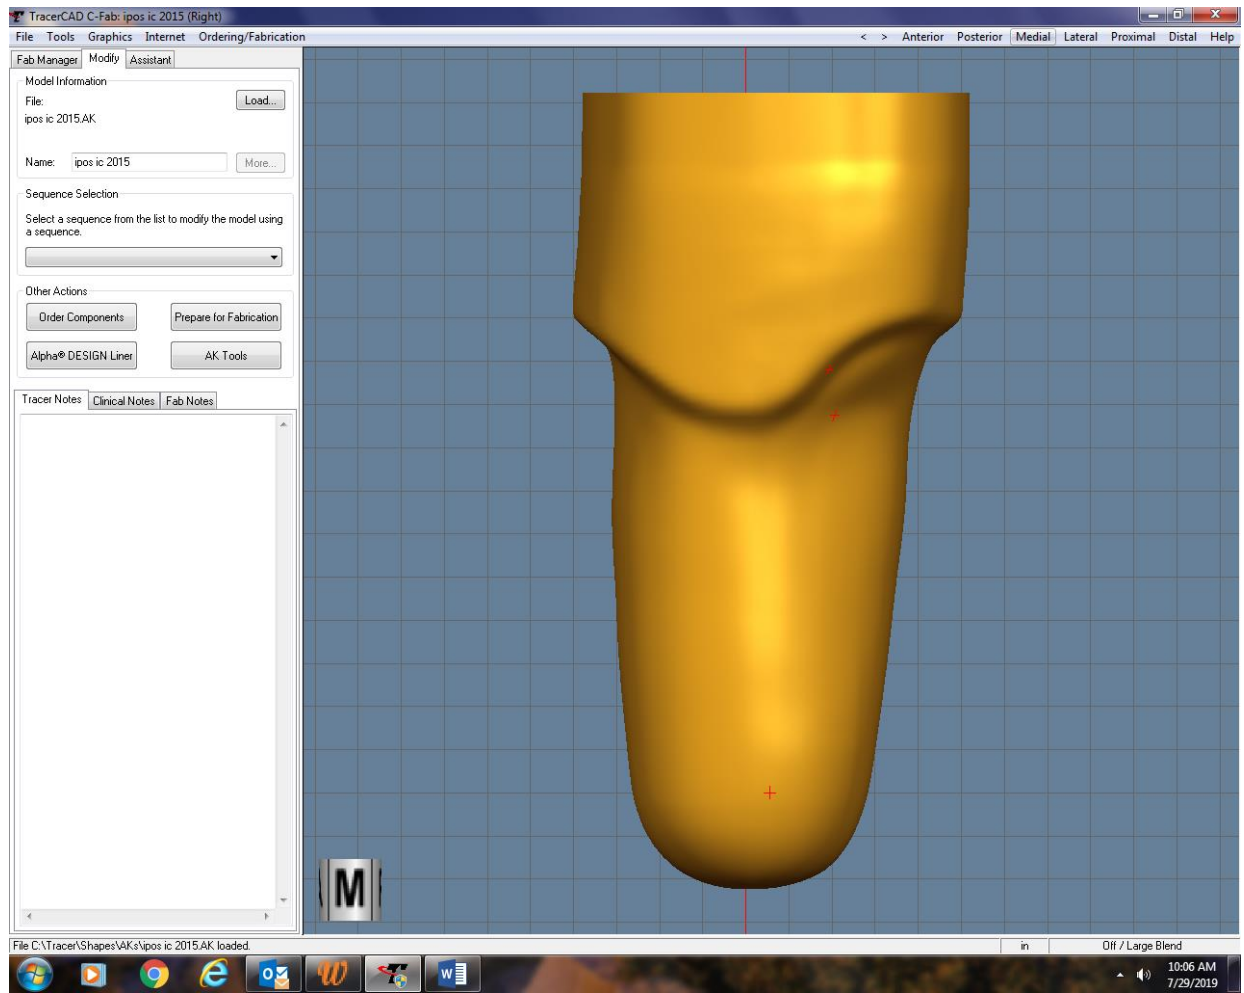 TracerCAD C-Fab: ipos ic 2015 (Right)
File Tools Graphics Internet Ordering/Fabrication < > Anterior Posterior Medial Lateral Proximal Distal Help
Fab Manager Modify Assistant
Model Information
File: Load...
ipos ic 2015.AK
Name: ipos ic 2015 More...
Sequence Selection
Select a sequence from the list to modify the model using
a sequence.
Other Actions
Order Components Prepare for Fabrication
Alpha® DESIGN Liner AK Tools
Tracer Notes Clinical Notes Fab Notes
M
File C:\Tracer\Shapes\AKs\ipos ic 2015.AK loaded. in Off / Large Blend
10:06 AM
7/29/2019